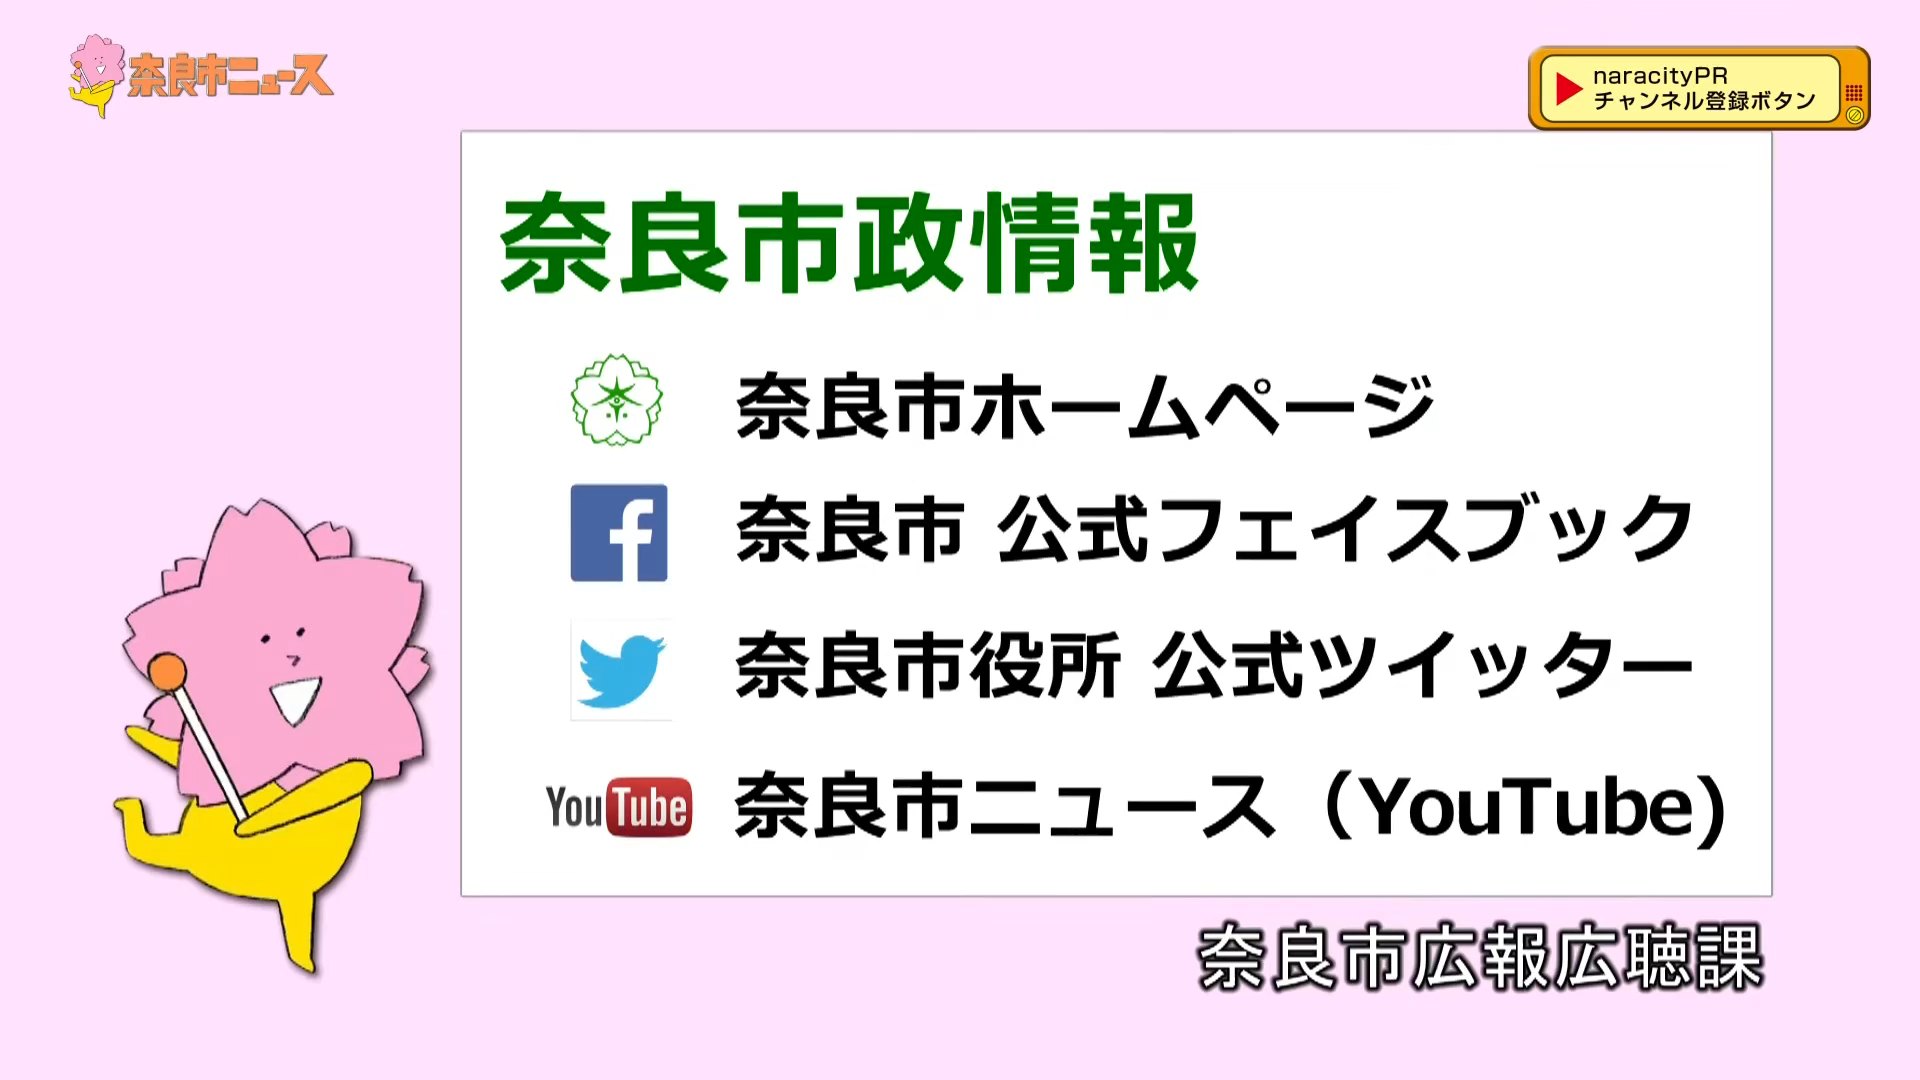 奈良市ニュース
naracityPR
チャンネル登録ボタン
奈良市政情報
奈良市ホームページ
奈良市 公式フェイスブック
奈良市役所 公式ツイッター
YouTube 奈良市ニュース（YouTube)
奈良市広報広聴課